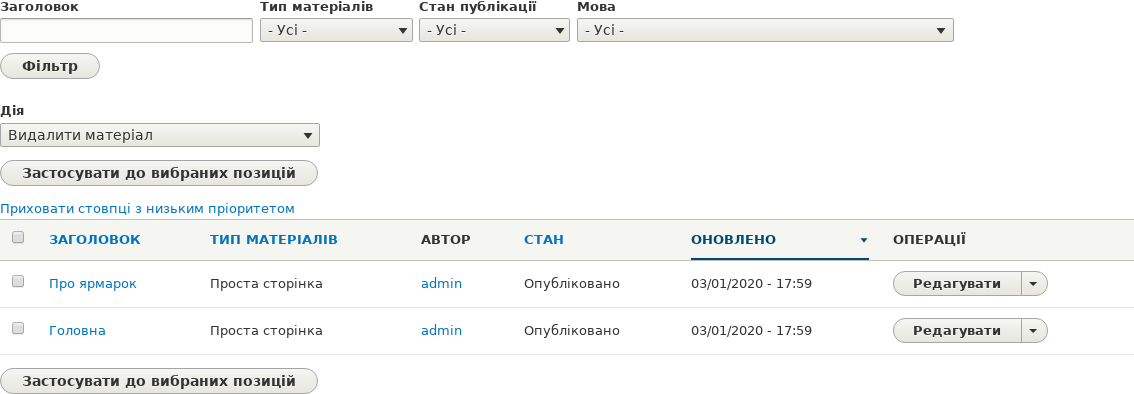 Заголовок Тип матеріалів Стан публікації Мова
- Усі - - Усі - - Усі -
Фільтр
Дія
Видалити матеріал
Застосувати до вибраних позицій
Приховати стовпці з низьким пріоритетом
ЗАГОЛОВОК ТИП МАТЕРІАЛІВ АВТОР СТАН ОНОВЛЕНО ОПЕРАЦІЇ
Про ярмарок Проста сторінка admin Опубліковано 03/01/2020 - 17:59 Редагувати
Головна Проста сторінка admin Опубліковано 03/01/2020 - 17:59 Редагувати
Застосувати до вибраних позицій